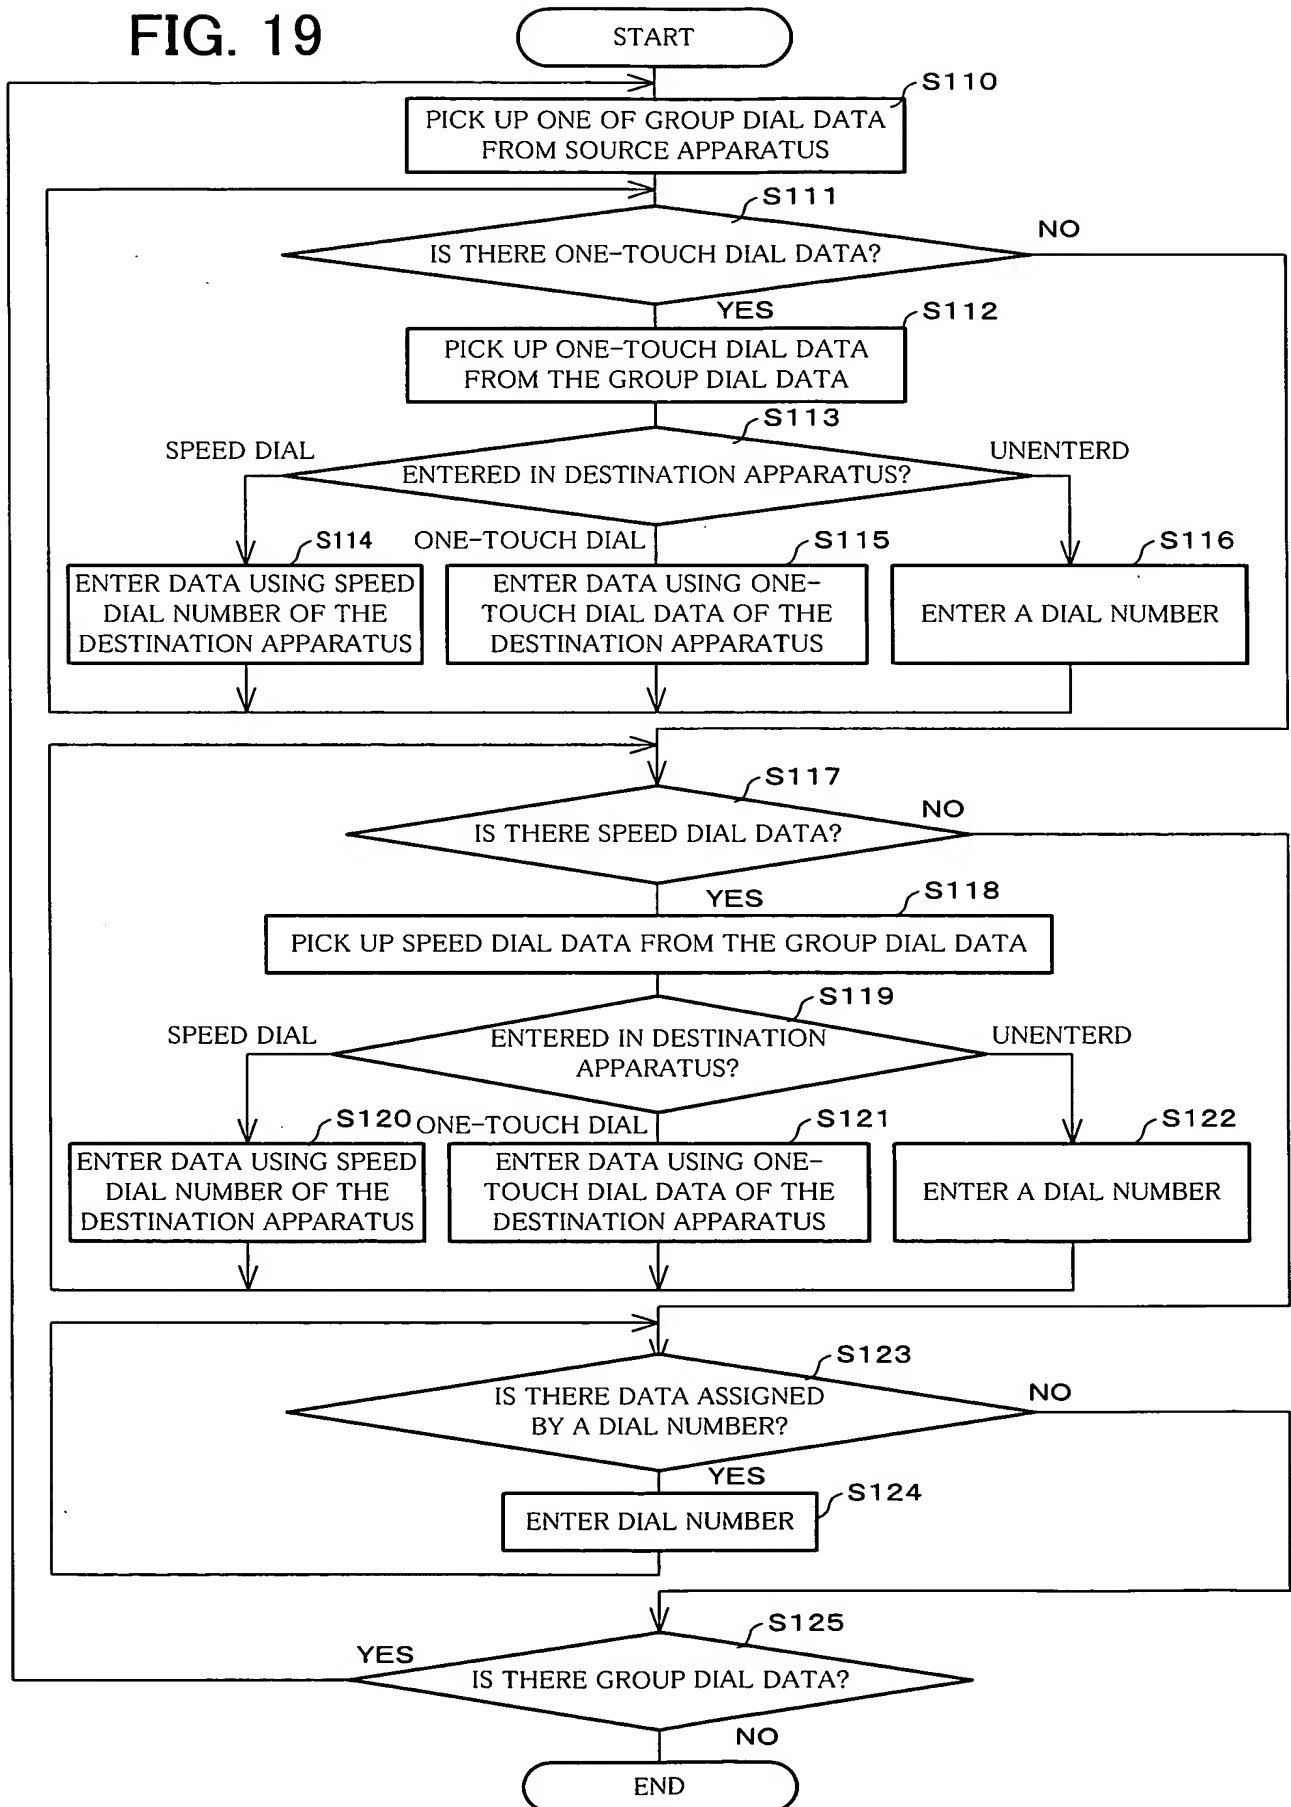 FIG. 19
START
S110
PICK UP ONE OF GROUP DIAL DATA
FROM SOURCE APPARATUS
S111
IS THERE ONE-TOUCH DIAL DATA?
NO
YES
S112
PICK UP ONE-TOUCH DIAL DATA
FROM THE GROUP DIAL DATA
S113
SPEED DIAL
ENTERED IN DESTINATION APPARATUS?
UNENTERD
S114
ONE-TOUCH DIAL
S115
S116
ENTER DATA USING SPEED
DIAL NUMBER OF THE
DESTINATION APPARATUS
ENTER DATA USING ONE-
TOUCH DIAL DATA OF THE
DESTINATION APPARATUS
ENTER A DIAL NUMBER
S117
IS THERE SPEED DIAL DATA?
NO
YES
S118
PICK UP SPEED DIAL DATA FROM THE GROUP DIAL DATA
S119
SPEED DIAL
ENTERED IN DESTINATION
APPARATUS?
UNENTERD
S120
ONE-TOUCH DIAL
S121
S122
ENTER DATA USING SPEED
DIAL NUMBER OF THE
DESTINATION APPARATUS
ENTER DATA USING ONE-
TOUCH DIAL DATA OF THE
DESTINATION APPARATUS
ENTER A DIAL NUMBER
S123
IS THERE DATA ASSIGNED
BY A DIAL NUMBER?
NO
YES
S124
ENTER DIAL NUMBER
S125
YES
IS THERE GROUP DIAL DATA?
NO
END